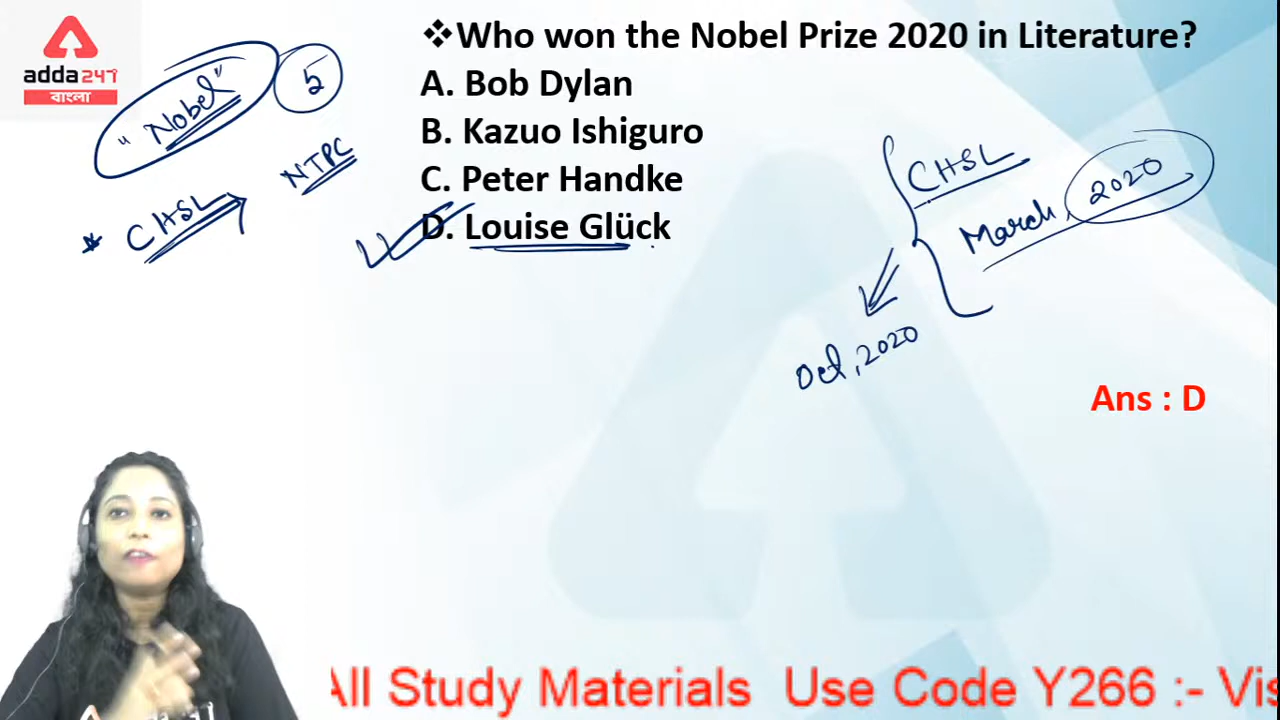 adda247
বাংলা
"Nobel"
5
* CHSL
NTPC
❖Who won the Nobel Prize 2020 in Literature?
A. Bob Dylan
B. Kazuo Ishiguro
C. Peter Handke
D. Louise Glück
CHSL
March, 2020
Oct, 2020
Ans : D
All Study Materials Use Code Y266 :- Vis